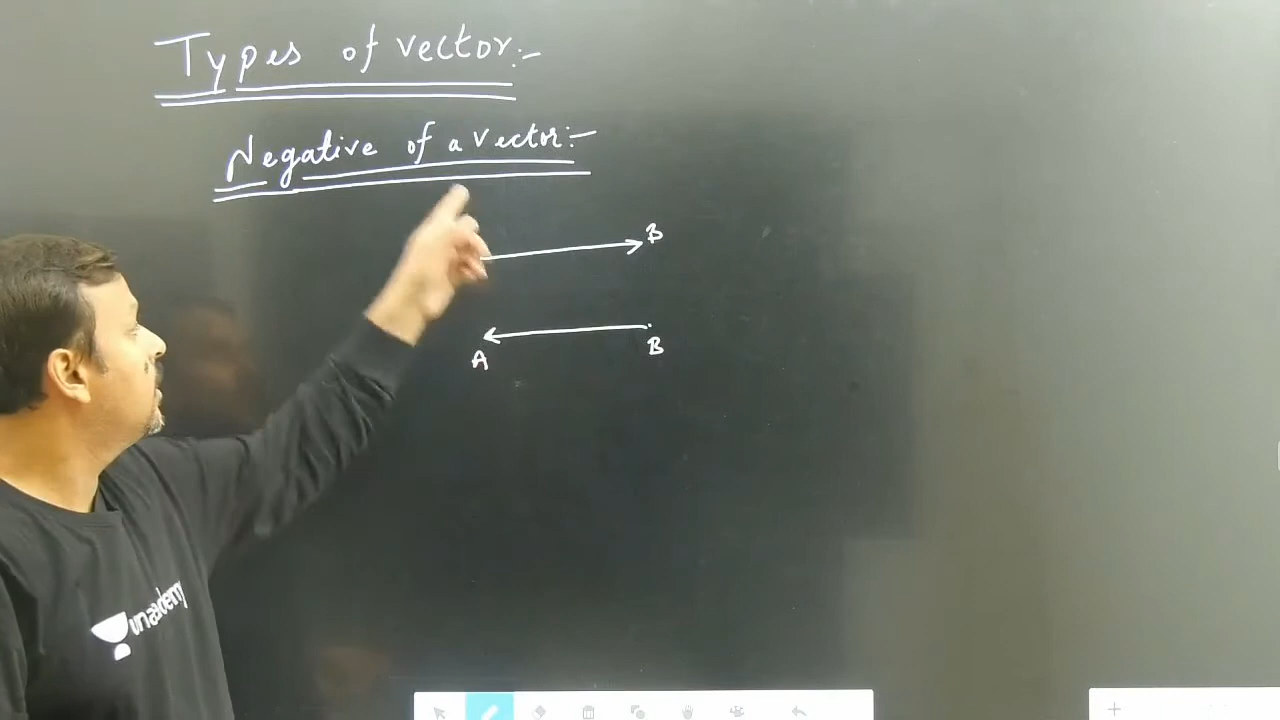 Types of vector:-
Negative of a vector:-
B
A
B
unacademy